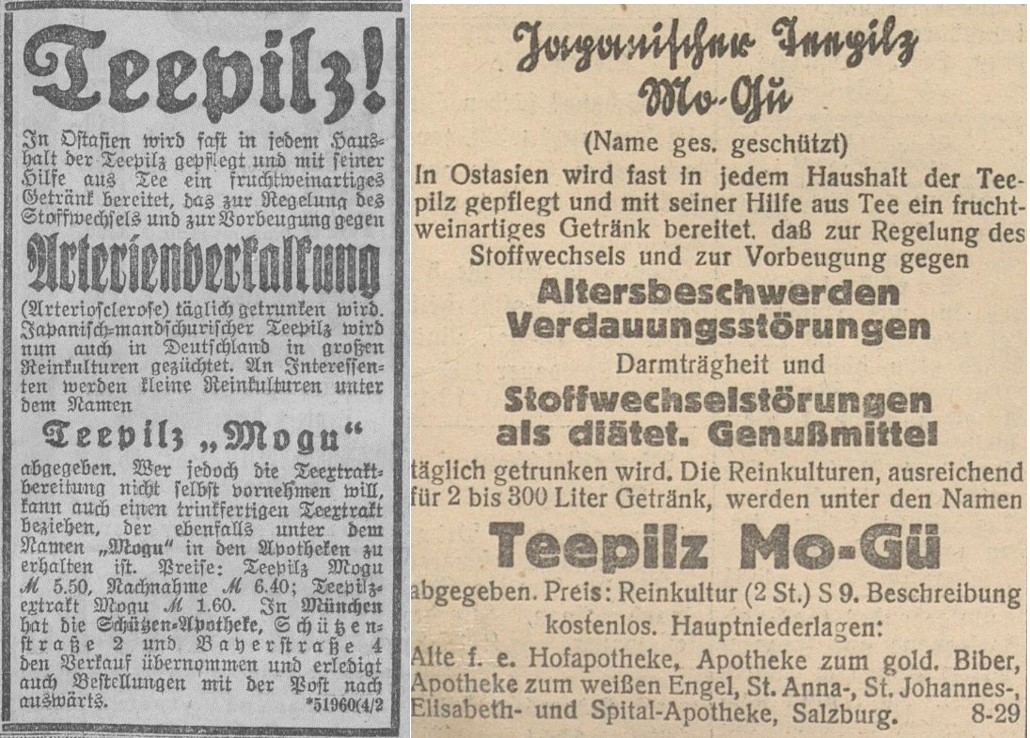 Teepilz!
In Ostasien wird fast in jedem Haus-
halt der Teepilz gepflegt und mit seiner
Hilfe aus Tee ein fruchtweinartiges
Getränk bereitet, das zur Regelung des
Stoffwechsels und zur Vorbeugung gegen
Arterienverkalkung
(Arteriosclerose) täglich getrunken wird.
Japanisch-mandschurischer Teepilz wird
nun auch in Deutschland in großen
Reinkulturen gezüchtet. An Interessen-
ten werden kleine Reinkulturen unter
dem Namen
Teepilz „Mogu“
abgegeben. Wer jedoch die Teextrakt-
bereitung nicht selbst vornehmen will,
kann auch einen trinkfertigen Teextrakt
beziehen, der ebenfalls unter dem
Namen „Mogu“ in den Apotheken zu
erhalten ist. Preise: Teepilz Mogu
M 5.50, Nachnahme M 6.40; Teepilz-
extrakt Mogu M 1.60. In München
hat die Schützen-Apotheke, Schützen-
straße 2 und Bayerstraße 4
den Verkauf übernommen und erledigt
auch Bestellungen mit der Post nach
auswärts. *51960(4/2
Japanischer Teepilz
Mo-Gü
(Name ges. geschützt)
In Ostasien wird fast in jedem Haushalt der Tee-
pilz gepflegt und mit seiner Hilfe aus Tee ein frucht-
weinartiges Getränk bereitet. daß zur Regelung des
Stoffwechsels und zur Vorbeugung gegen
Altersbeschwerden
Verdauungsstörungen
Darmträgheit und
Stoffwechselstörungen
als diätet. Genußmittel
täglich getrunken wird. Die Reinkulturen, ausreichend
für 2 bis 300 Liter Getränk, werden unter den Namen
Teepilz Mo-Gü
abgegeben. Preis: Reinkultur (2 St.) S 9. Beschreibung
kostenlos. Hauptniederlagen:
Alte f. e. Hofapotheke, Apotheke zum gold. Biber,
Apotheke zum weißen Engel, St. Anna-, St. Johannes-,
Elisabeth- und Spital-Apotheke, Salzburg. 8-29